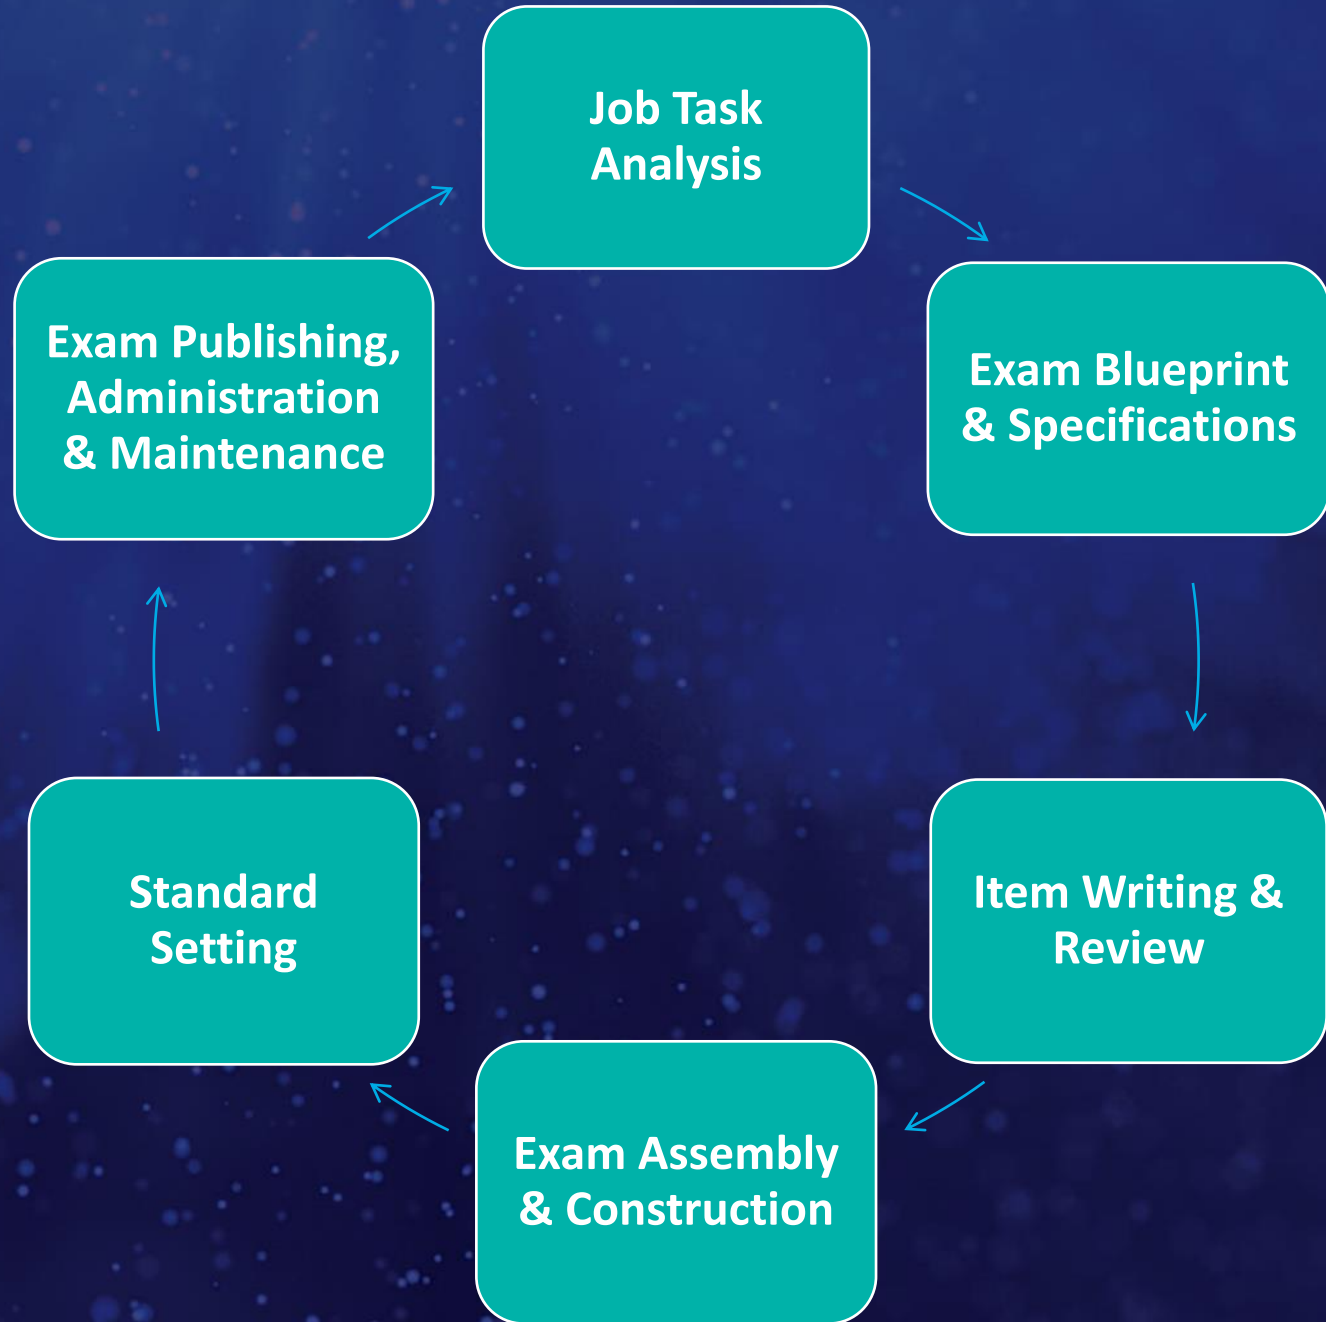 Job Task
Analysis
Exam Blueprint
& Specifications
Item Writing &
Review
Exam Assembly
& Construction
Standard
Setting
Exam Publishing,
Administration
& Maintenance